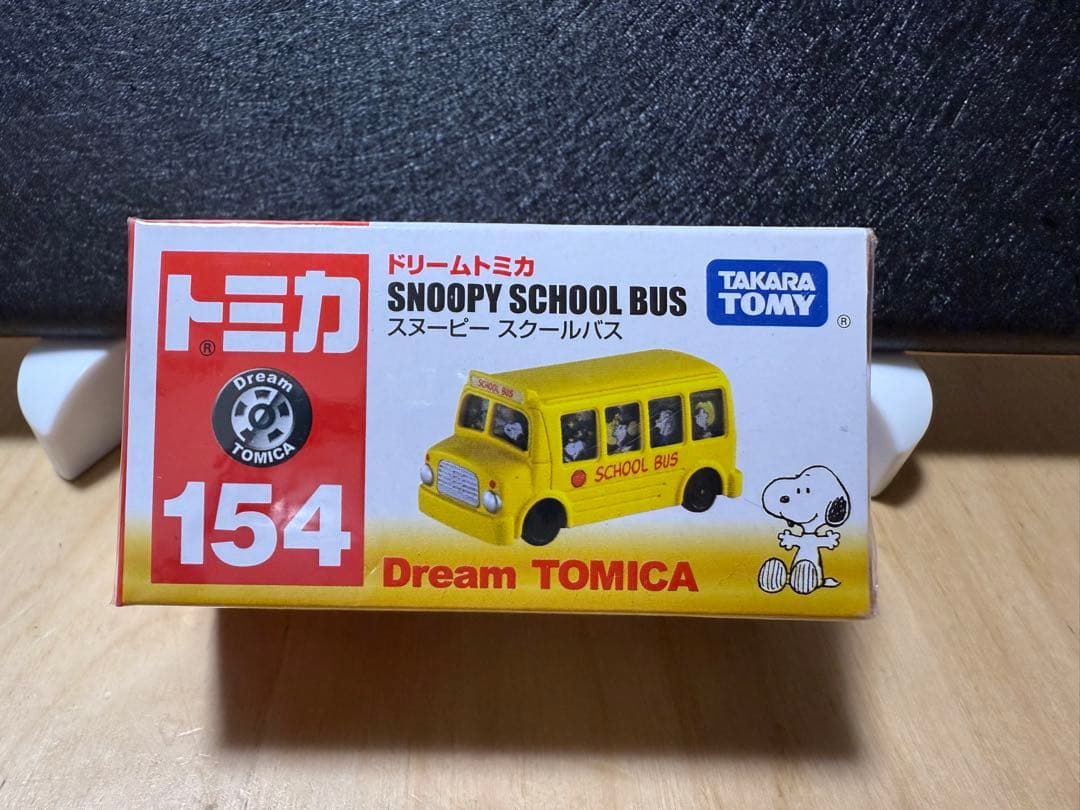 トミカ
®
Dream
TOMICA
154
ドリームトミカ
SNOOPY SCHOOL BUS
スヌーピー スクールバス
TAKARA
TOMY
®
SCHOOL BUS
SCHOOL BUS
Dream TOMICA